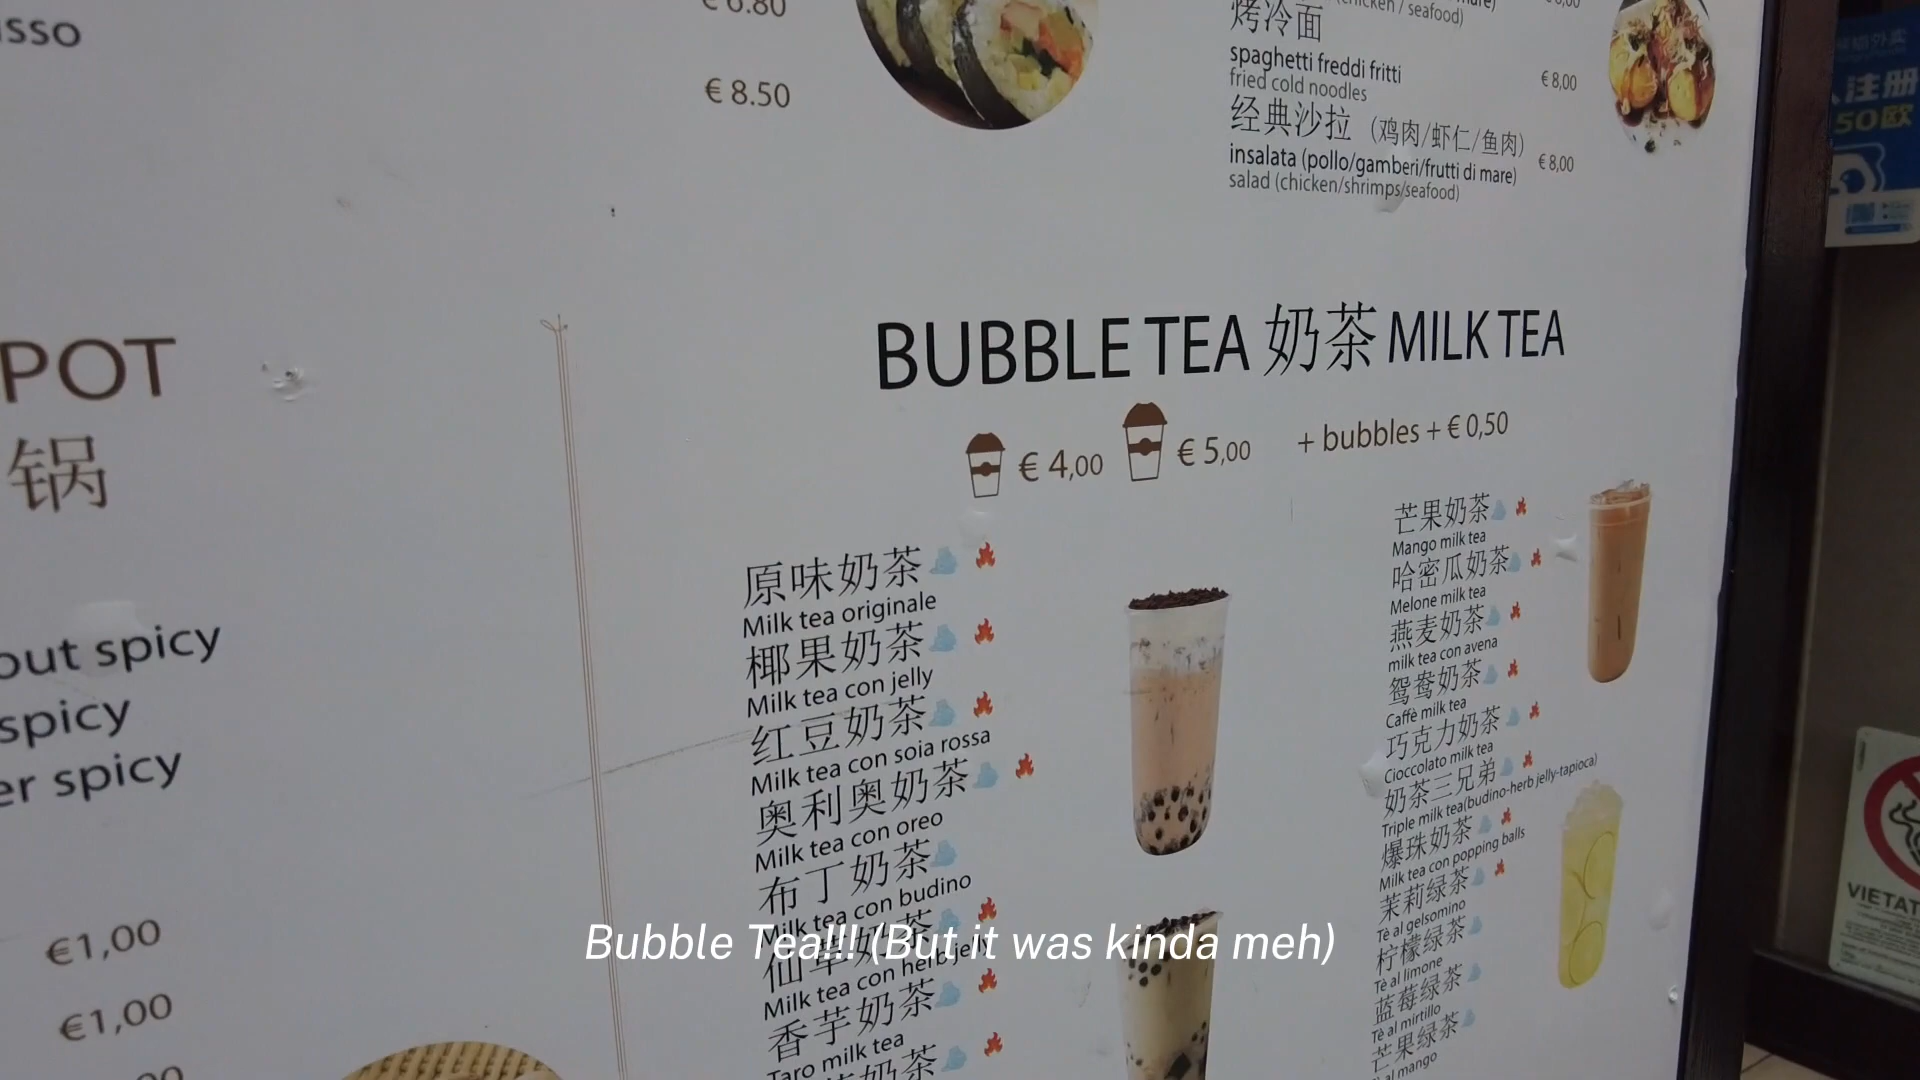 sso
€ 6.80
€ 8.50
(chicken / seafood)
烤冷面
spaghetti freddi fritti
fried cold noodles
€ 8,00
经典沙拉 (鸡肉/虾仁/鱼肉)
insalata (pollo/gamberi/frutti di mare)
salad (chicken/shrimps/seafood)
€ 8,00
注册
50欧
POT
锅
out spicy
spicy
er spicy
€1,00
€1,00
BUBBLE TEA 奶茶 MILK TEA
€ 4,00
€ 5,00
+ bubbles + € 0,50
原味奶茶
Milk tea originale
椰果奶茶
Milk tea con jelly
红豆奶茶
Milk tea con soia rossa
奥利奥奶茶
Milk tea con oreo
布丁奶茶
Milk tea con budino
仙草奶茶
Milk tea con herb jelly
香芋奶茶
Taro milk tea
奶茶
芒果奶茶
Mango milk tea
哈密瓜奶茶
Melone milk tea
燕麦奶茶
milk tea con avena
鸳鸯奶茶
Caffè milk tea
巧克力奶茶
Cioccolato milk tea
奶茶三兄弟
Triple milk tea(budino-herb jelly-tapioca)
爆珠奶茶
Milk tea con popping balls
茉莉绿茶
Tè al gelsomino
柠檬绿茶
Tè al limone
蓝莓绿茶
Tè al mirtillo
芒果绿茶
al mango
VIETAT
Bubble Tea!!! (But it was kinda meh)